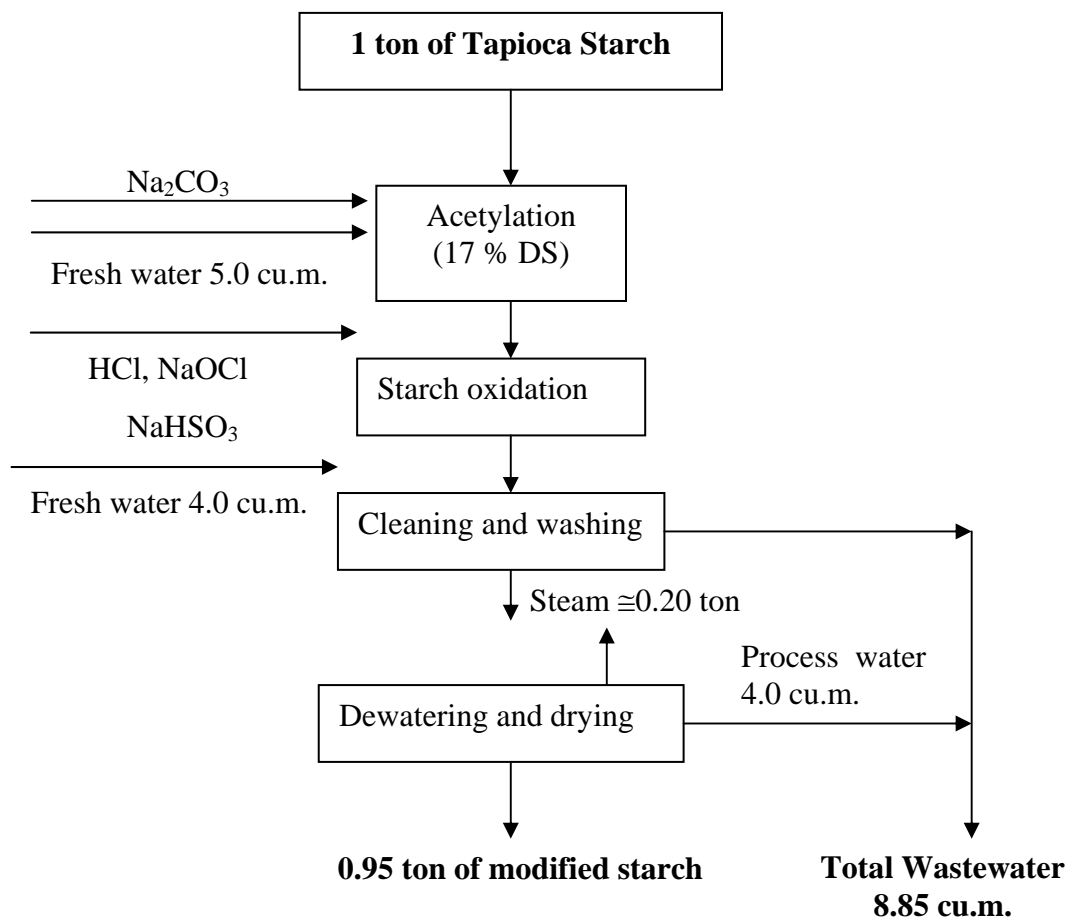 1 ton of Tapioca Starch
Na₂CO₃
Acetylation
(17 % DS)
Fresh water 5.0 cu.m.
HCl, NaOCl
Starch oxidation
NaHSO₃
Fresh water 4.0 cu.m.
Cleaning and washing
Steam ≅0.20 ton
Process water
4.0 cu.m.
Dewatering and drying
0.95 ton of modified starch
Total Wastewater
8.85 cu.m.